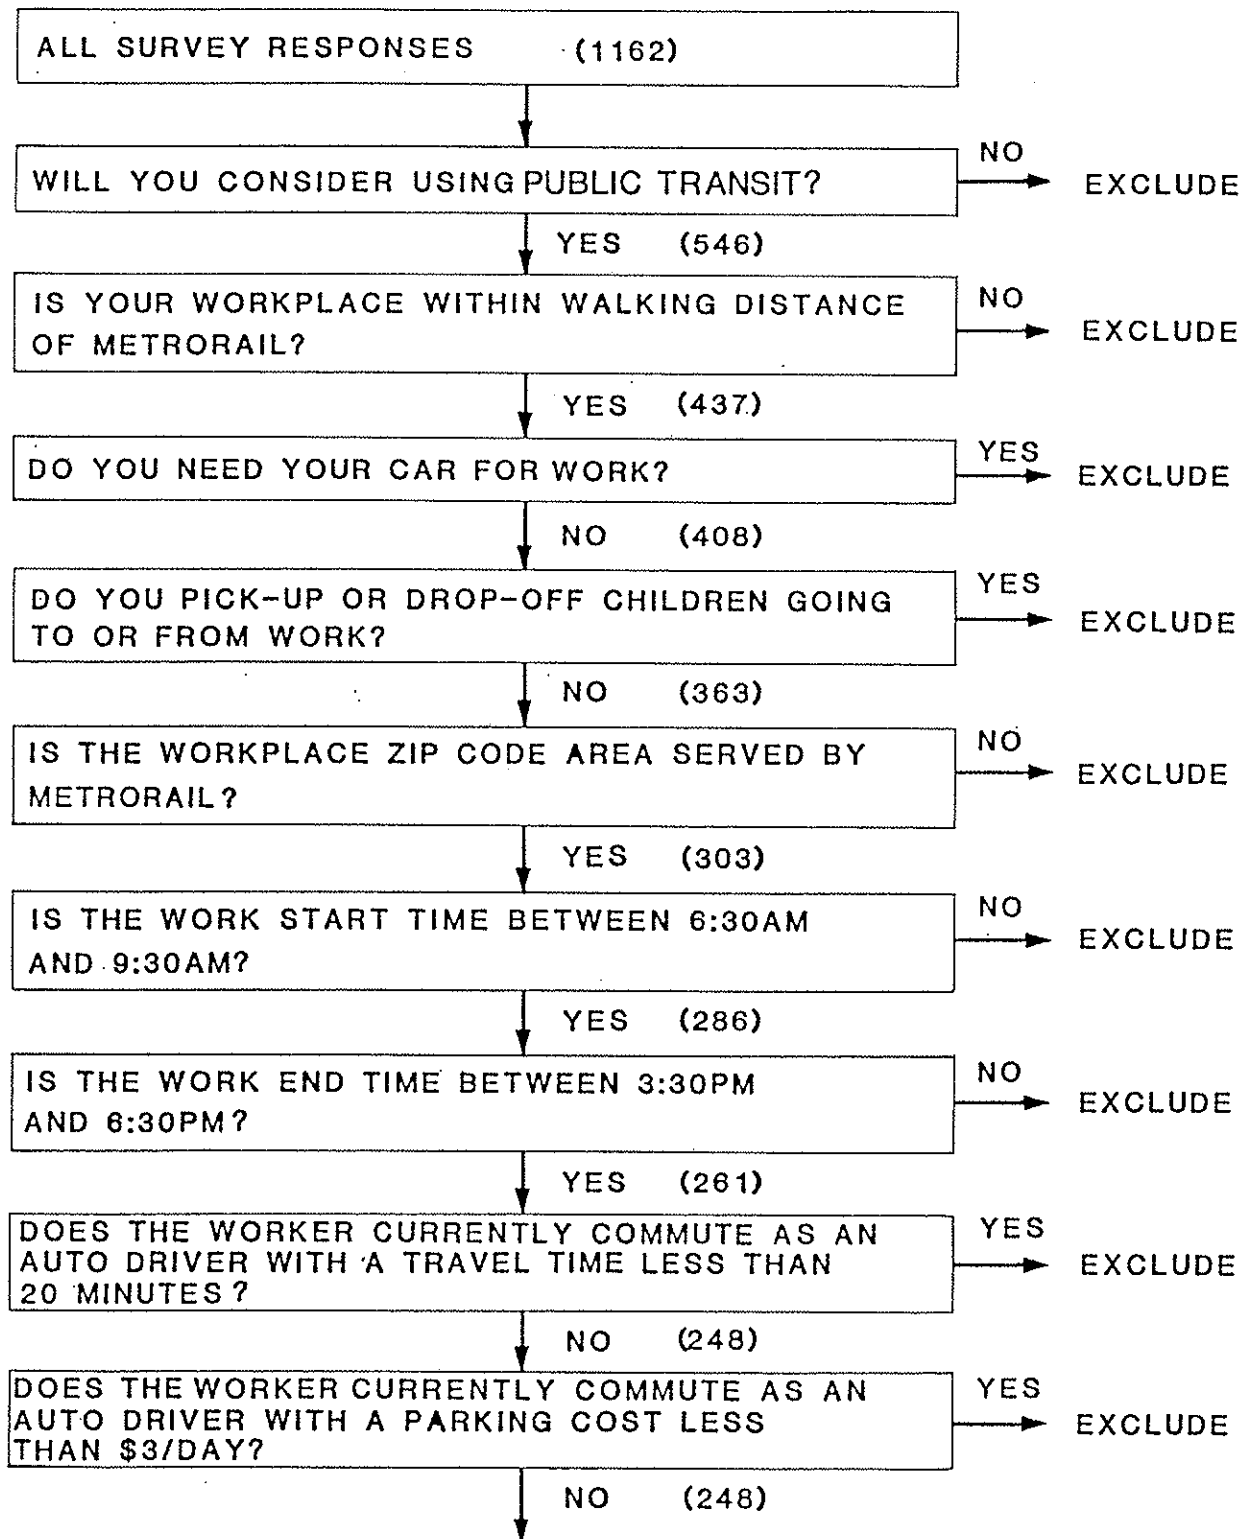 ALL SURVEY RESPONSES (1162)
WILL YOU CONSIDER USING PUBLIC TRANSIT?
NO
EXCLUDE
YES (546)
IS YOUR WORKPLACE WITHIN WALKING DISTANCE
OF METRORAIL?
NO
EXCLUDE
YES (437)
DO YOU NEED YOUR CAR FOR WORK?
YES
EXCLUDE
NO (408)
DO YOU PICK-UP OR DROP-OFF CHILDREN GOING
TO OR FROM WORK?
YES
EXCLUDE
NO (363)
IS THE WORKPLACE ZIP CODE AREA SERVED BY
METRORAIL?
NO
EXCLUDE
YES (303)
IS THE WORK START TIME BETWEEN 6:30AM
AND 9:30AM?
NO
EXCLUDE
YES (286)
IS THE WORK END TIME BETWEEN 3:30PM
AND 6:30PM?
NO
EXCLUDE
YES (261)
DOES THE WORKER CURRENTLY COMMUTE AS AN
AUTO DRIVER WITH A TRAVEL TIME LESS THAN
20 MINUTES?
YES
EXCLUDE
NO (248)
DOES THE WORKER CURRENTLY COMMUTE AS AN
AUTO DRIVER WITH A PARKING COST LESS
THAN $3/DAY?
YES
EXCLUDE
NO (248)